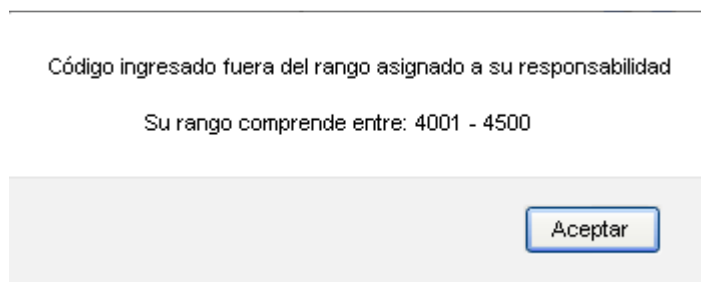 Código ingresado fuera del rango asignado a su responsabilidad
Su rango comprende entre: 4001 - 4500
Aceptar